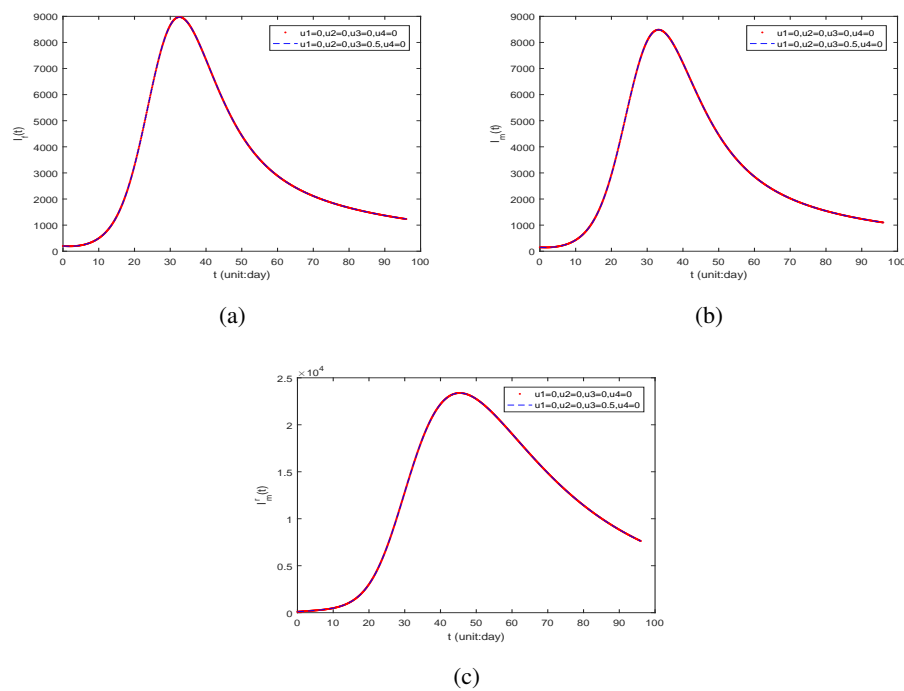 9000
8000
7000
6000
5000
4000
3000
2000
1000
0
I_f(t)
0 10 20 30 40 50 60 70 80 90 100
t (unit:day)
u1=0,u2=0,u3=0,u4=0
u1=0,u2=0,u3=0.5,u4=0
(a)
9000
8000
7000
6000
5000
4000
3000
2000
1000
0
I_m(t)
0 10 20 30 40 50 60 70 80 90 100
t (unit:day)
u1=0,u2=0,u3=0,u4=0
u1=0,u2=0,u3=0.5,u4=0
(b)
×10^4
2.5
2
1.5
1
0.5
0
I_m^r(t)
0 10 20 30 40 50 60 70 80 90 100
t (unit:day)
u1=0,u2=0,u3=0,u4=0
u1=0,u2=0,u3=0.5,u4=0
(c)